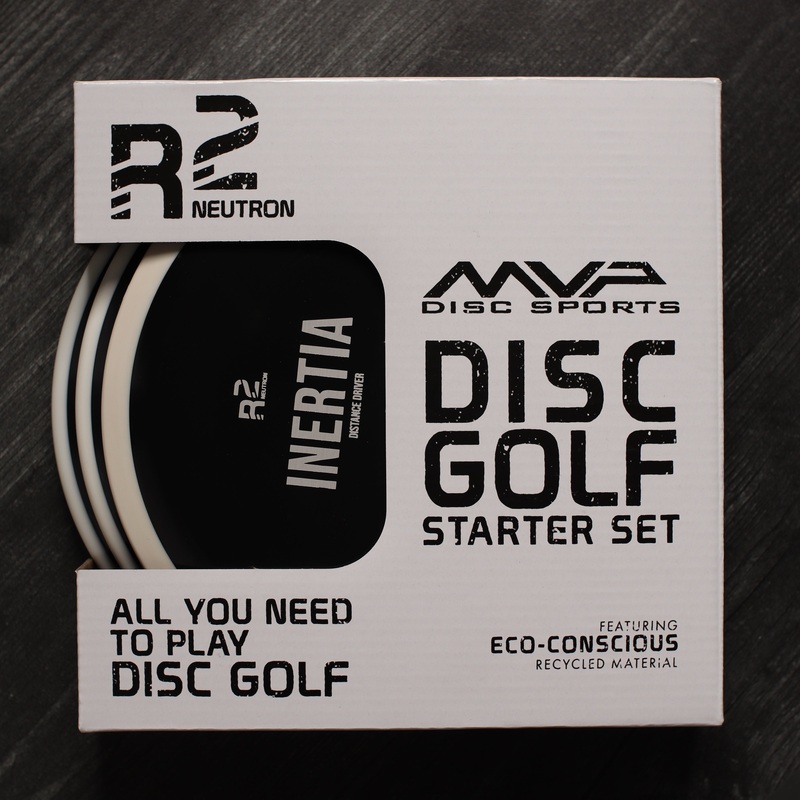 R2
NEUTRON
MVP
DISC SPORTS
DISC
GOLF
STARTER SET
R2
NEUTRON
INERTIA
DISTANCE DRIVER
ALL YOU NEED
TO PLAY
DISC GOLF
FEATURING
ECO-CONSCIOUS
RECYCLED MATERIAL